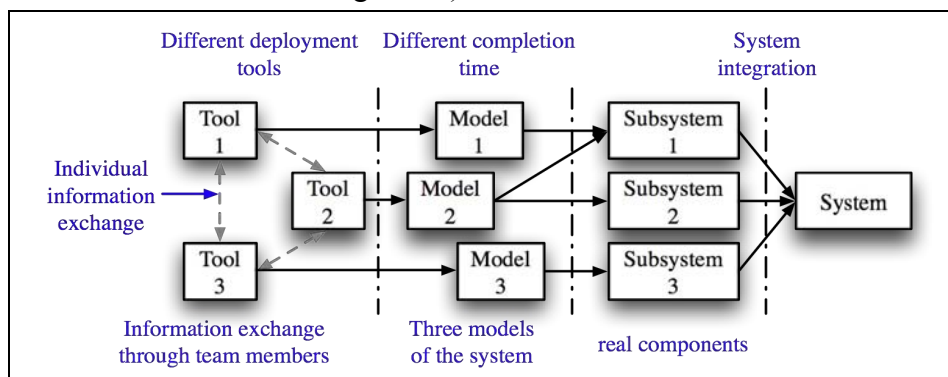 Different deployment
tools
Different completion
time
System
integration
Tool
1
Model
1
Subsystem
1
Individual
information
exchange
Tool
2
Model
2
Subsystem
2
System
Tool
3
Model
3
Subsystem
3
Information exchange
through team members
Three models
of the system
real components